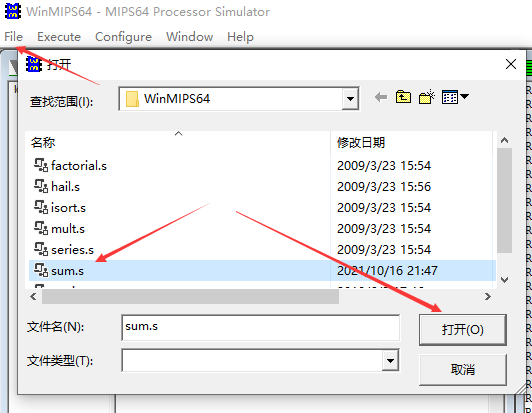 WinMIPS64 - MIPS64 Processor Simulator
File Execute Configure Window Help
打开
查找范围(I): WinMIPS64
名称 修改日期
factorial.s 2009/3/23 15:54
hail.s 2009/3/23 15:56
isort.s 2009/3/23 15:54
mult.s 2009/3/23 15:54
series.s 2009/3/23 15:54
sum.s 2021/10/16 21:47
文件名(N): sum.s 打开(O)
文件类型(T): 取消